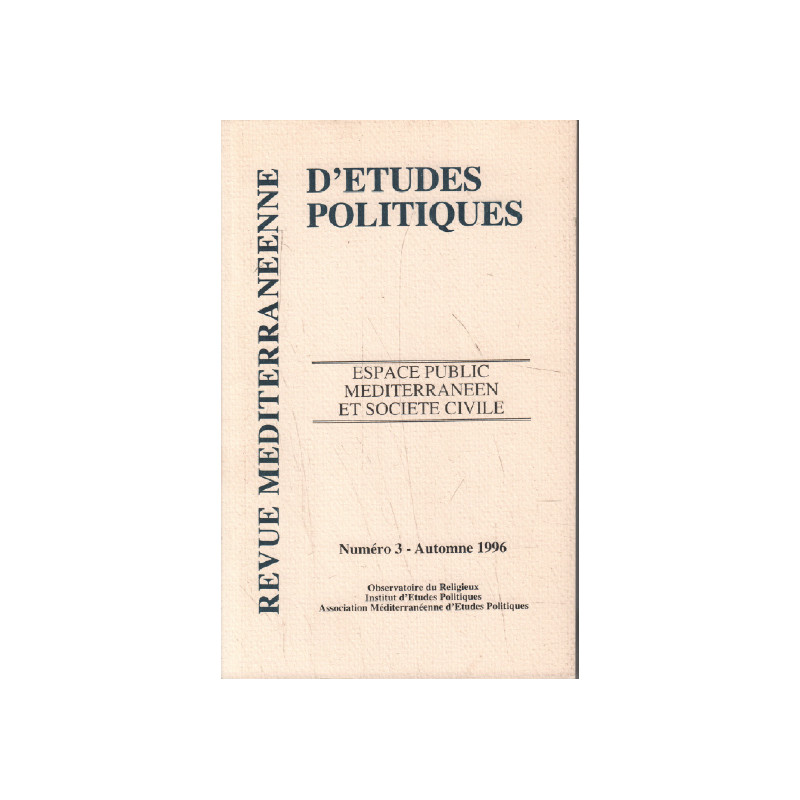 REVUE MEDITERRANEENNE
D'ETUDES
POLITIQUES
ESPACE PUBLIC
MEDITERRANEEN
ET SOCIETE CIVILE
Numéro 3 - Automne 1996
Observatoire du Religieux
Institut d'Etudes Politiques
Association Méditerranéenne d'Etudes Politiques